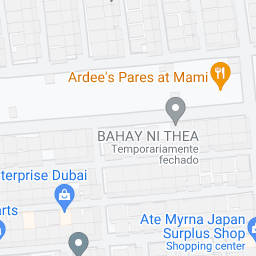 Ardee's Pares at Mami
BAHAY NI THEA
Temporariamente
fechado
nterprise Dubai
arts
Ate Myrna Japan
Surplus Shop
Shopping center